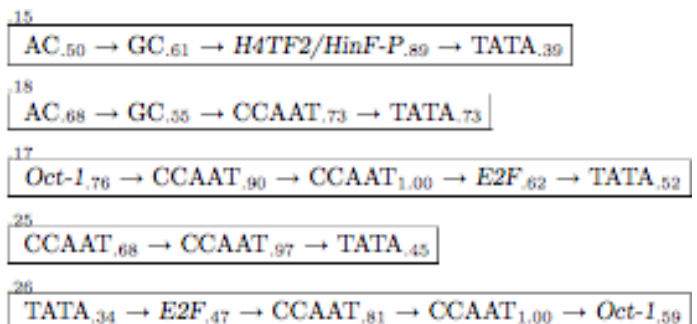 .15
AC.50 → GC.61 → H4TF2/HinF-P.89 → TATA.39
.18
AC.68 → GC.55 → CCAAT.73 → TATA.73
.17
Oct-1.76 → CCAAT.90 → CCAAT1.00 → E2F.62 → TATA.52
.25
CCAAT.68 → CCAAT.97 → TATA.45
.26
TATA.34 → E2F.47 → CCAAT.81 → CCAAT1.00 → Oct-1.59